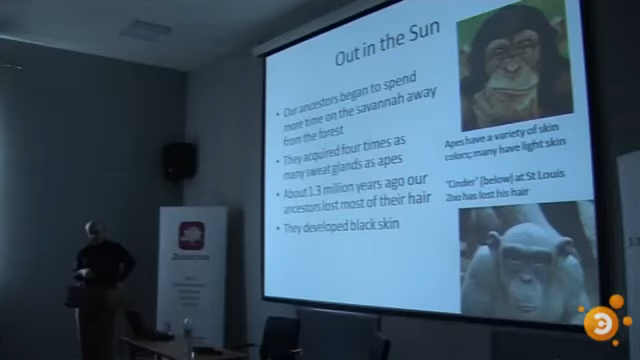 Out in the Sun
• Our ancestors began to spend
more time on the savannah away
from the forest
• They acquired four times as
many sweat glands as apes
• About 1.3 million years ago our
ancestors lost most of their hair
• They developed black skin
Apes have a variety of skin
colors; many have light skin
"Cinder" (below) at St Louis
Zoo has lost his hair